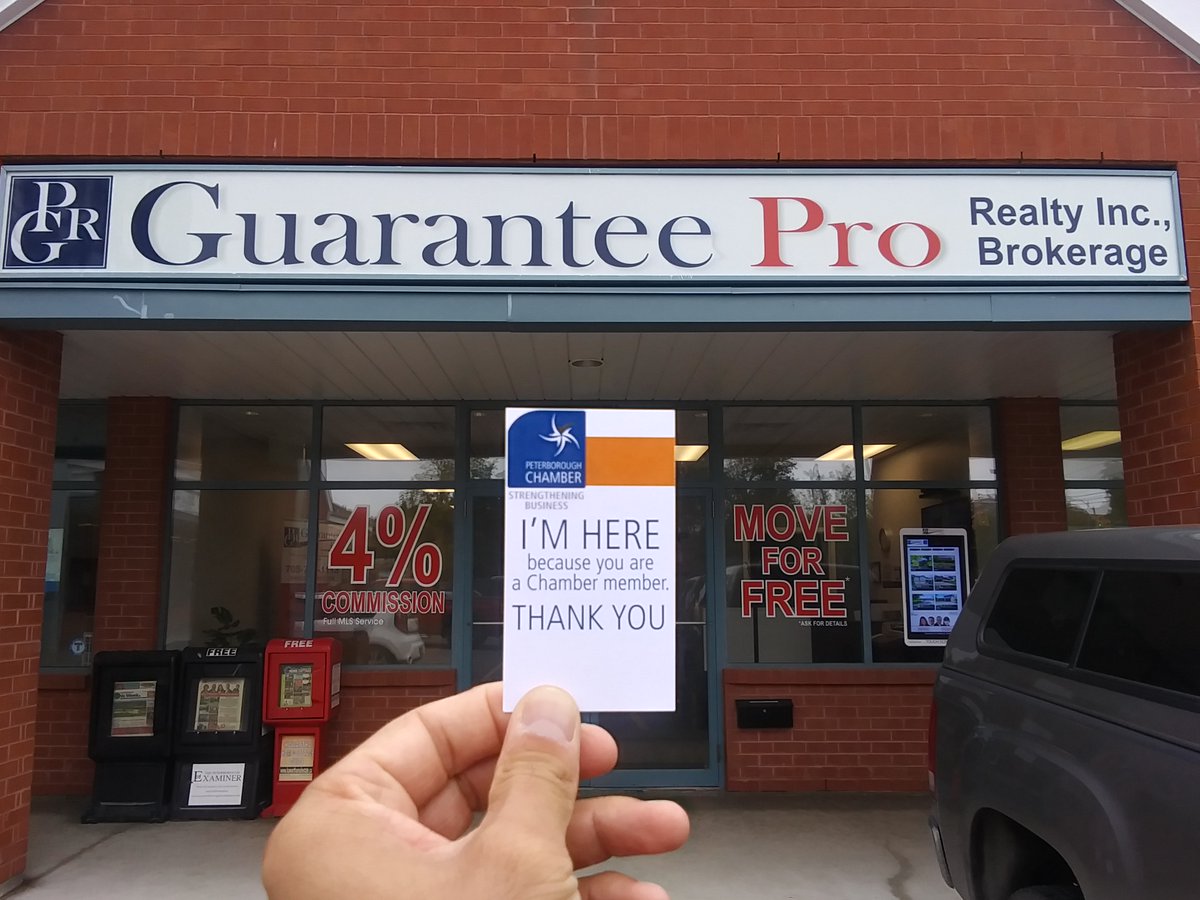 PGR
Guarantee Pro
Realty Inc.,
Brokerage
PETERBOROUGH
CHAMBER
STRENGTHENING
BUSINESS
I'M HERE
because you are
a Chamber member.
THANK YOU
4%
COMMISSION
Full MLS Service
MOVE
FOR
FREE*
*ASK FOR DETAILS
FREE
FREE
EXAMINER